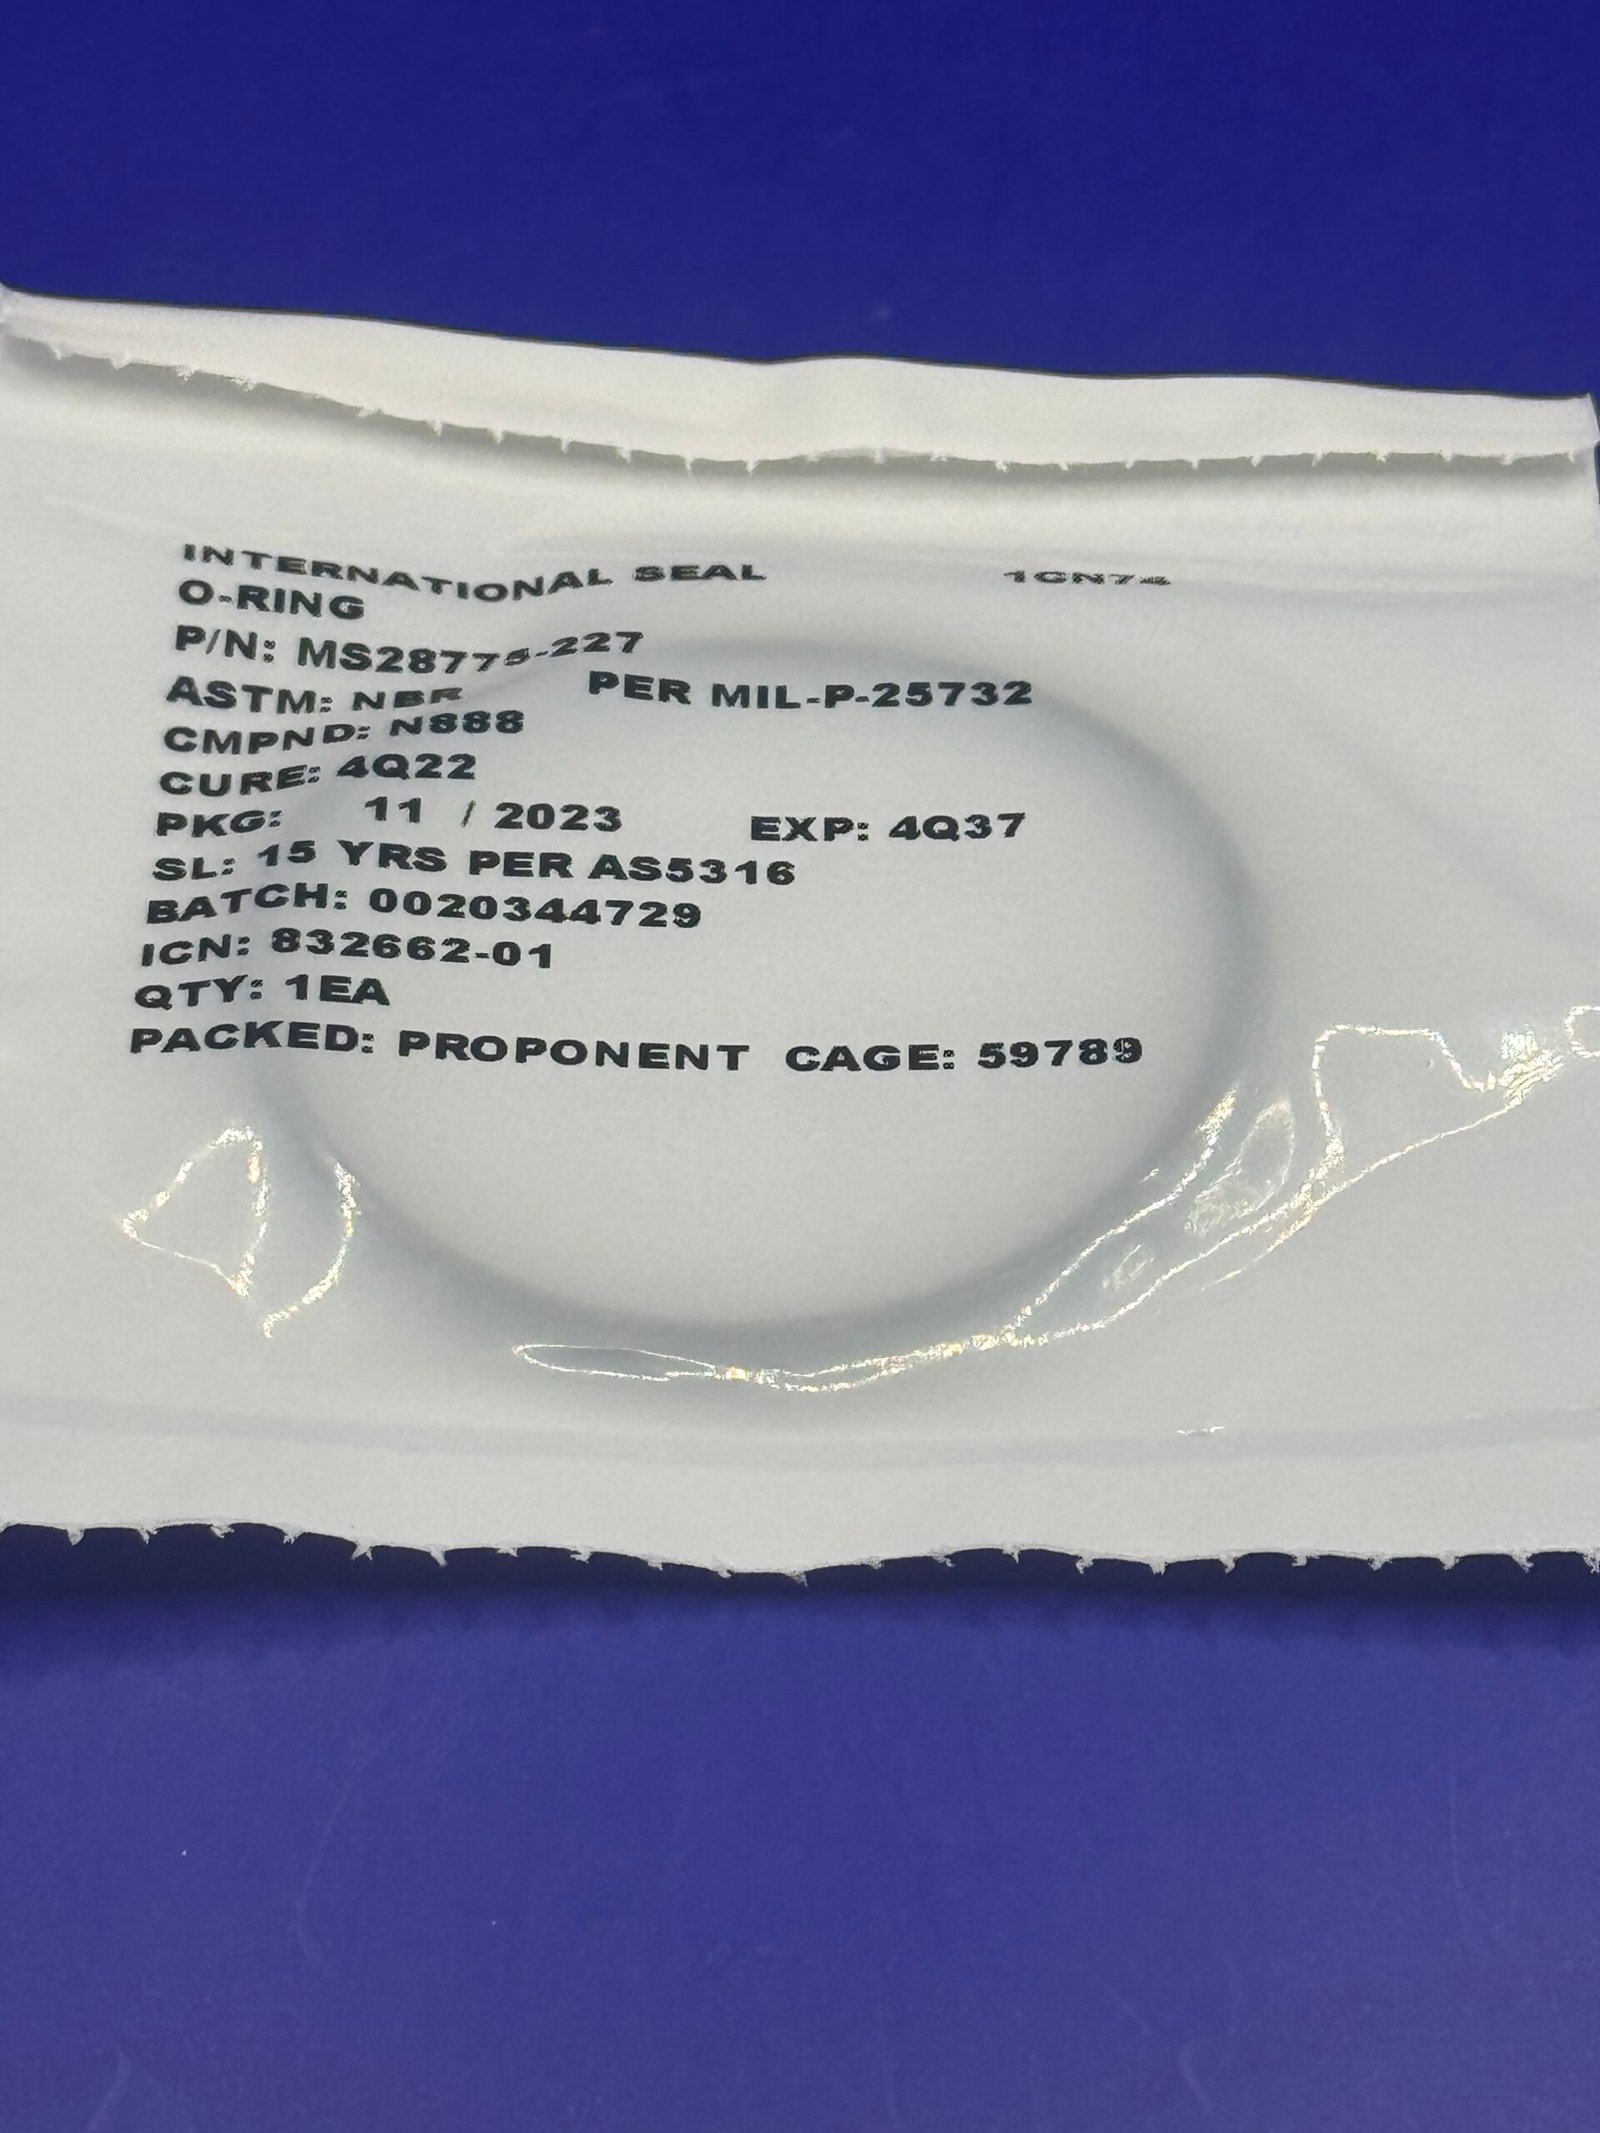 INTERNATIONAL SEAL 1CN74
O-RING
P/N: MS28775-227
ASTM: NBR PER MIL-P-25732
CMPND: N888
CURE: 4Q22
PKG: 11 / 2023 EXP: 4Q37
SL: 15 YRS PER AS5316
BATCH: 0020344729
ICN: 832662-01
QTY: 1EA
PACKED: PROPONENT CAGE: 59789